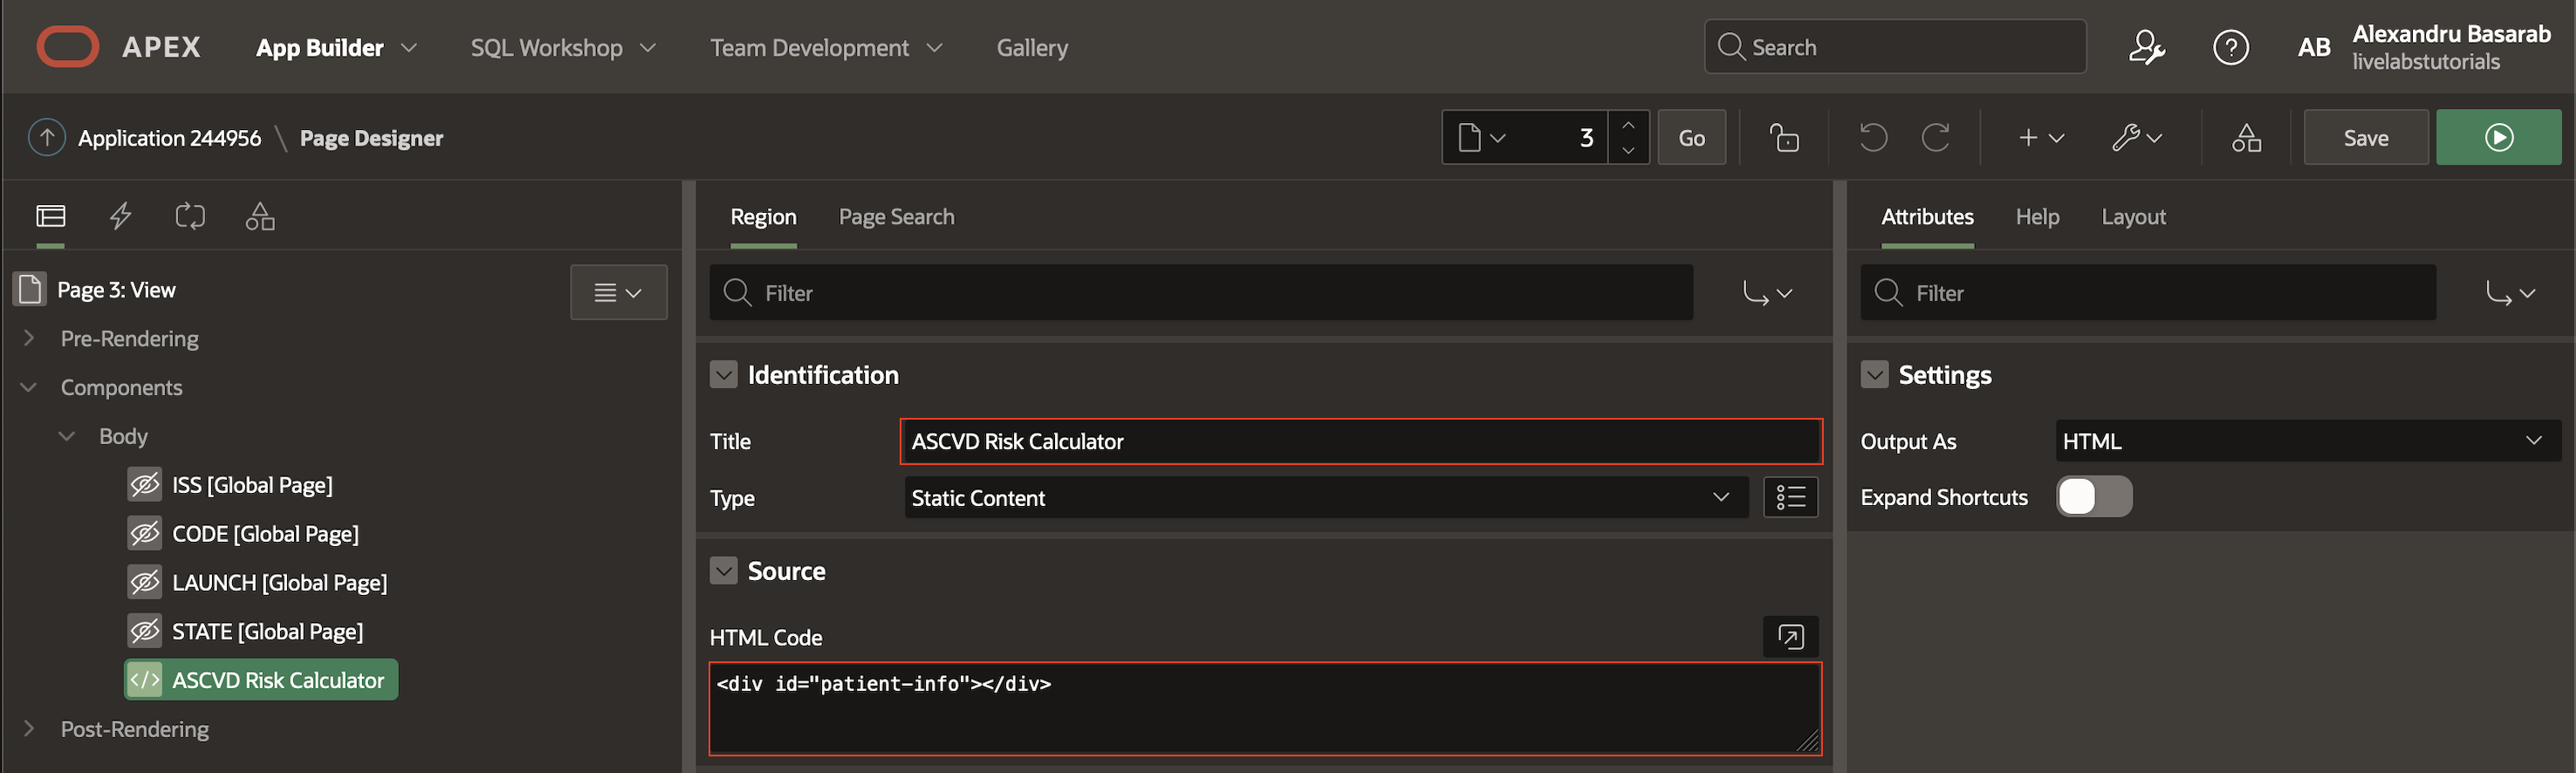 APEX App Builder SQL Workshop Team Development Gallery Search AB Alexandru Basarab
livelabstutorials
Application 244956 \ Page Designer 3 Go Save
Region Page Search
Attributes Help Layout
Page 3: View
Filter
Filter
Pre-Rendering
Components
Body
ISS [Global Page]
CODE [Global Page]
LAUNCH [Global Page]
STATE [Global Page]
</> ASCVD Risk Calculator
Post-Rendering
Identification
Title ASCVD Risk Calculator
Type Static Content
Source
HTML Code
<div id="patient-info"></div>
Settings
Output As HTML
Expand Shortcuts